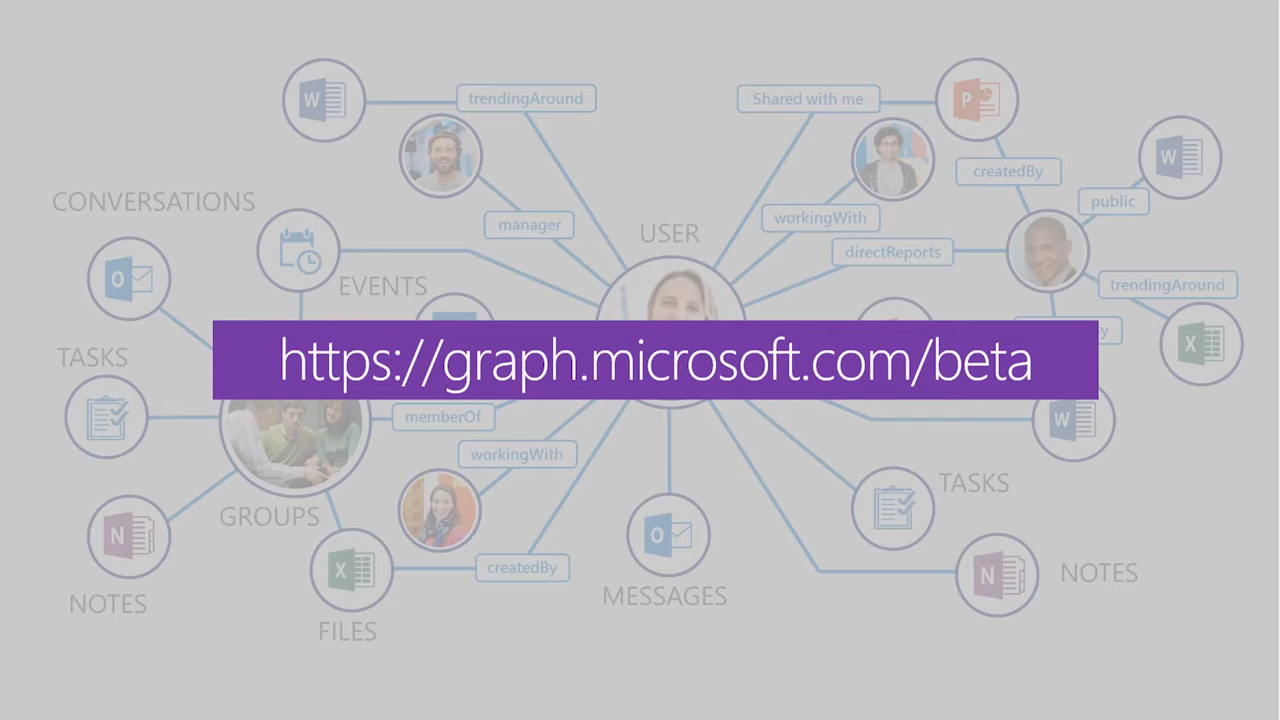 trendingAround
Shared with me
createdBy
CONVERSATIONS
public
manager
workingWith
USER
directReports
EVENTS
trendingAround
TASKS
https://graph.microsoft.com/beta
memberOf
workingWith
TASKS
GROUPS
createdBy
NOTES
MESSAGES
NOTES
FILES
W
P
W
O
X
W
N
O
X
N